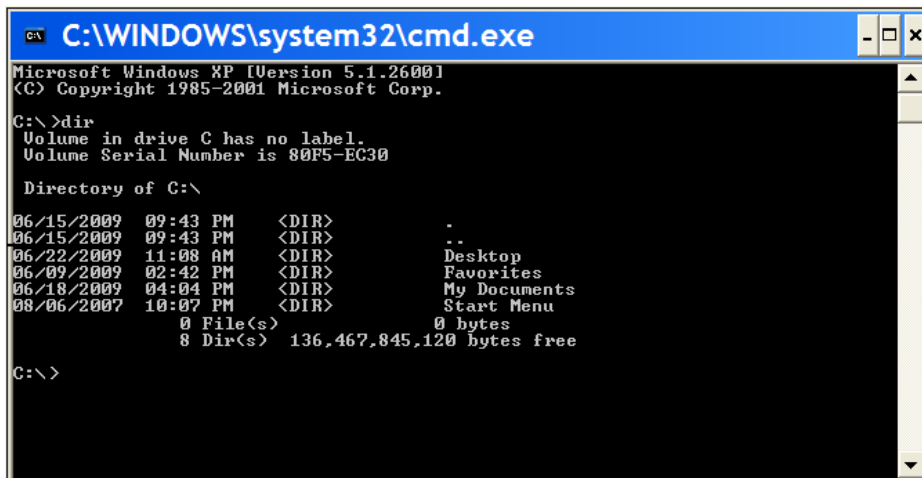 C:\WINDOWS\system32\cmd.exe
Microsoft Windows XP [Version 5.1.2600]
(C) Copyright 1985-2001 Microsoft Corp.
C:\>dir
Volume in drive C has no label.
Volume Serial Number is 80F5-EC30
Directory of C:\
06/15/2009 09:43 PM <DIR> .
06/15/2009 09:43 PM <DIR> ..
06/22/2009 11:08 AM <DIR> Desktop
06/09/2009 02:42 PM <DIR> Favorites
06/18/2009 04:04 PM <DIR> My Documents
08/06/2007 10:07 PM <DIR> Start Menu
0 File(s) 0 bytes
8 Dir(s) 136,467,845,120 bytes free
C:\>